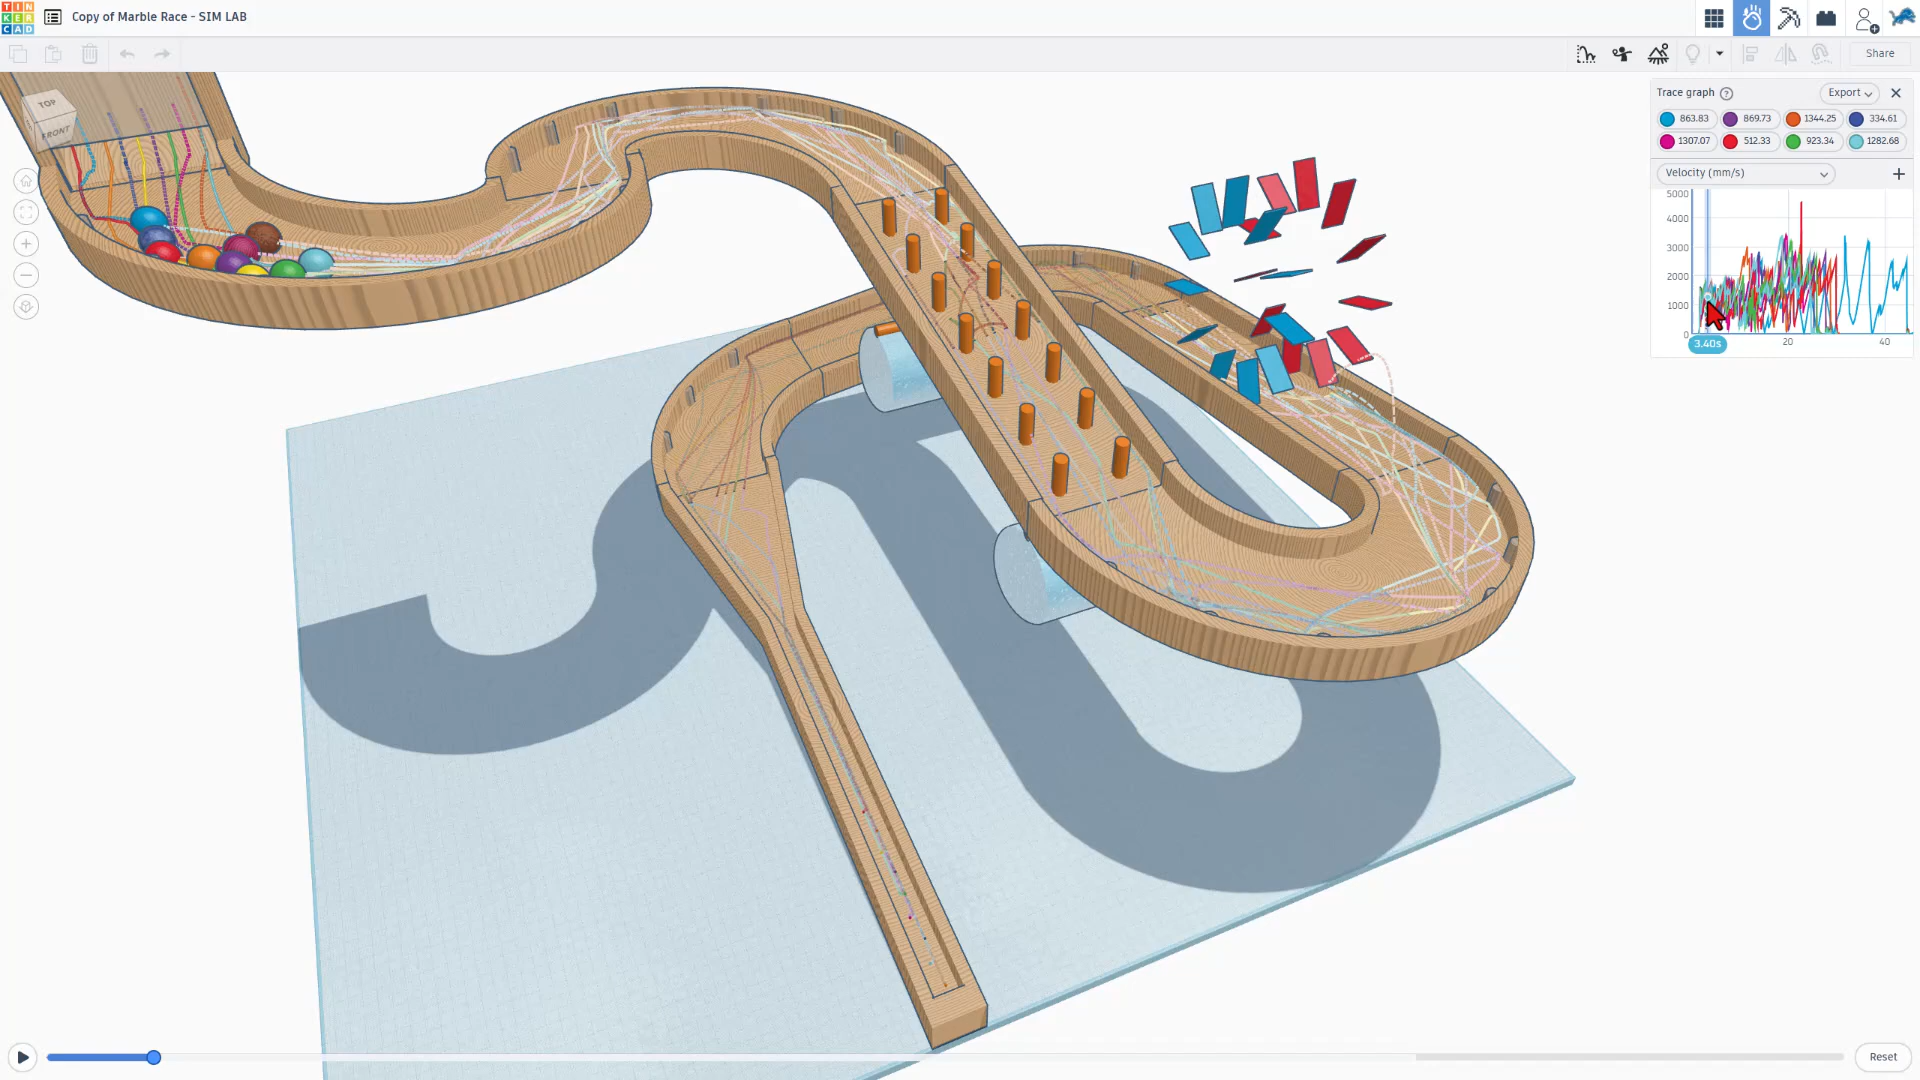 TIN
KER
CAD
Copy of Marble Race - SIM LAB
Share
TOP
FRONT
Trace graph ?
Export
863.83 869.73 1344.25 334.61
1307.07 512.33 923.34 1282.68
Velocity (mm/s)
5000
4000
3000
2000
1000
0
3.40s 20 40
Reset